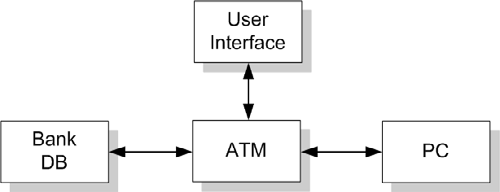 User
Interface
Bank
DB
ATM
PC